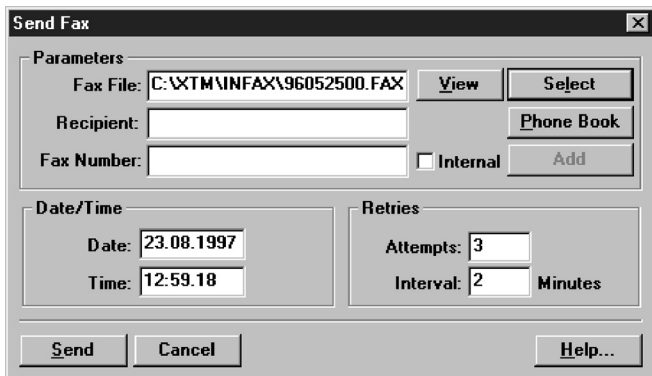 Send Fax
Parameters
Fax File: C:\XTM\INFAX\96052500.FAX View Select
Recipient: Phone Book
Fax Number: Internal Add
Date/Time Retries
Date: 23.08.1997 Attempts: 3
Time: 12:59.18 Interval: 2 Minutes
Send Cancel Help...